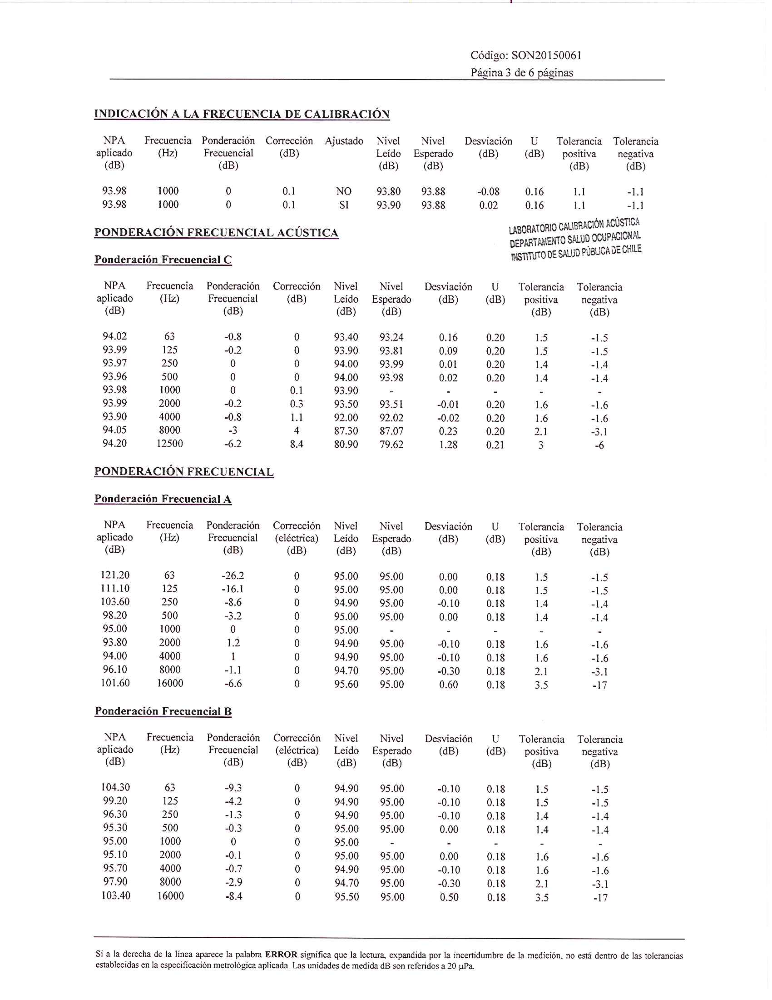 Código: SON20150061
Página 3 de 6 páginas
INDICACIÓN A LA FRECUENCIA DE CALIBRACIÓN
NPA Frecuencia Ponderación Corrección Ajustado Nivel Nivel Desviación U Tolerancia Tolerancia
aplicado (Hz) Frecuencial (dB) Leído Esperado (dB) (dB) positiva negativa
(dB) (dB) (dB) (dB) (dB) (dB)
93.98 1000 0 0.1 NO 93.80 93.88 -0.08 0.16 1.1 -1.1
93.98 1000 0 0.1 SI 93.90 93.88 0.02 0.16 1.1 -1.1
LABORATORIO CALIBRACIÓN ACÚSTICA
DEPARTAMENTO SALUD OCUPACIONAL
INSTITUTO DE SALUD PÚBLICA DE CHILE
PONDERACIÓN FRECUENCIAL ACÚSTICA
Ponderación Frecuencial C
NPA Frecuencia Ponderación Corrección Nivel Nivel Desviación U Tolerancia Tolerancia
aplicado (Hz) Frecuencial (dB) Leído Esperado (dB) (dB) positiva negativa
(dB) (dB) (dB) (dB) (dB) (dB)
94.02 63 -0.8 0 93.40 93.24 0.16 0.20 1.5 -1.5
93.99 125 -0.2 0 93.90 93.81 0.09 0.20 1.5 -1.5
93.97 250 0 0 94.00 93.99 0.01 0.20 1.4 -1.4
93.96 500 0 0 94.00 93.98 0.02 0.20 1.4 -1.4
93.98 1000 0 0.1 93.90 - - - - -
93.99 2000 -0.2 0.3 93.50 93.51 -0.01 0.20 1.6 -1.6
93.90 4000 -0.8 1.1 92.00 92.02 -0.02 0.20 1.6 -1.6
94.05 8000 -3 4 87.30 87.07 0.23 0.20 2.1 -3.1
94.20 12500 -6.2 8.4 80.90 79.62 1.28 0.21 3 -6
PONDERACIÓN FRECUENCIAL
Ponderación Frecuencial A
NPA Frecuencia Ponderación Corrección Nivel Nivel Desviación U Tolerancia Tolerancia
aplicado (Hz) Frecuencial (eléctrica) Leído Esperado (dB) (dB) positiva negativa
(dB) (dB) (dB) (dB) (dB) (dB) (dB)
121.20 63 -26.2 0 95.00 95.00 0.00 0.18 1.5 -1.5
111.10 125 -16.1 0 95.00 95.00 0.00 0.18 1.5 -1.5
103.60 250 -8.6 0 94.90 95.00 -0.10 0.18 1.4 -1.4
98.20 500 -3.2 0 95.00 95.00 0.00 0.18 1.4 -1.4
95.00 1000 0 0 95.00 - - - - -
93.80 2000 1.2 0 94.90 95.00 -0.10 0.18 1.6 -1.6
94.00 4000 1 0 94.90 95.00 -0.10 0.18 1.6 -1.6
96.10 8000 -1.1 0 94.70 95.00 -0.30 0.18 2.1 -3.1
101.60 16000 -6.6 0 95.60 95.00 0.60 0.18 3.5 -17
Ponderación Frecuencial B
NPA Frecuencia Ponderación Corrección Nivel Nivel Desviación U Tolerancia Tolerancia
aplicado (Hz) Frecuencial (eléctrica) Leído Esperado (dB) (dB) positiva negativa
(dB) (dB) (dB) (dB) (dB) (dB) (dB)
104.30 63 -9.3 0 94.90 95.00 -0.10 0.18 1.5 -1.5
99.20 125 -4.2 0 94.90 95.00 -0.10 0.18 1.5 -1.5
96.30 250 -1.3 0 94.90 95.00 -0.10 0.18 1.4 -1.4
95.30 500 -0.3 0 95.00 95.00 0.00 0.18 1.4 -1.4
95.00 1000 0 0 95.00 - - - - -
95.10 2000 -0.1 0 95.00 95.00 0.00 0.18 1.6 -1.6
95.70 4000 -0.7 0 94.90 95.00 -0.10 0.18 1.6 -1.6
97.90 8000 -2.9 0 94.70 95.00 -0.30 0.18 2.1 -3.1
103.40 16000 -8.4 0 95.50 95.00 0.50 0.18 3.5 -17
Si a la derecha de la línea aparece la palabra ERROR significa que la lectura, expandida por la incertidumbre de la medición, no está dentro de las tolerancias
establecidas en la especificación metrológica aplicada. Las unidades de medida dB son referidos a 20 µPa.